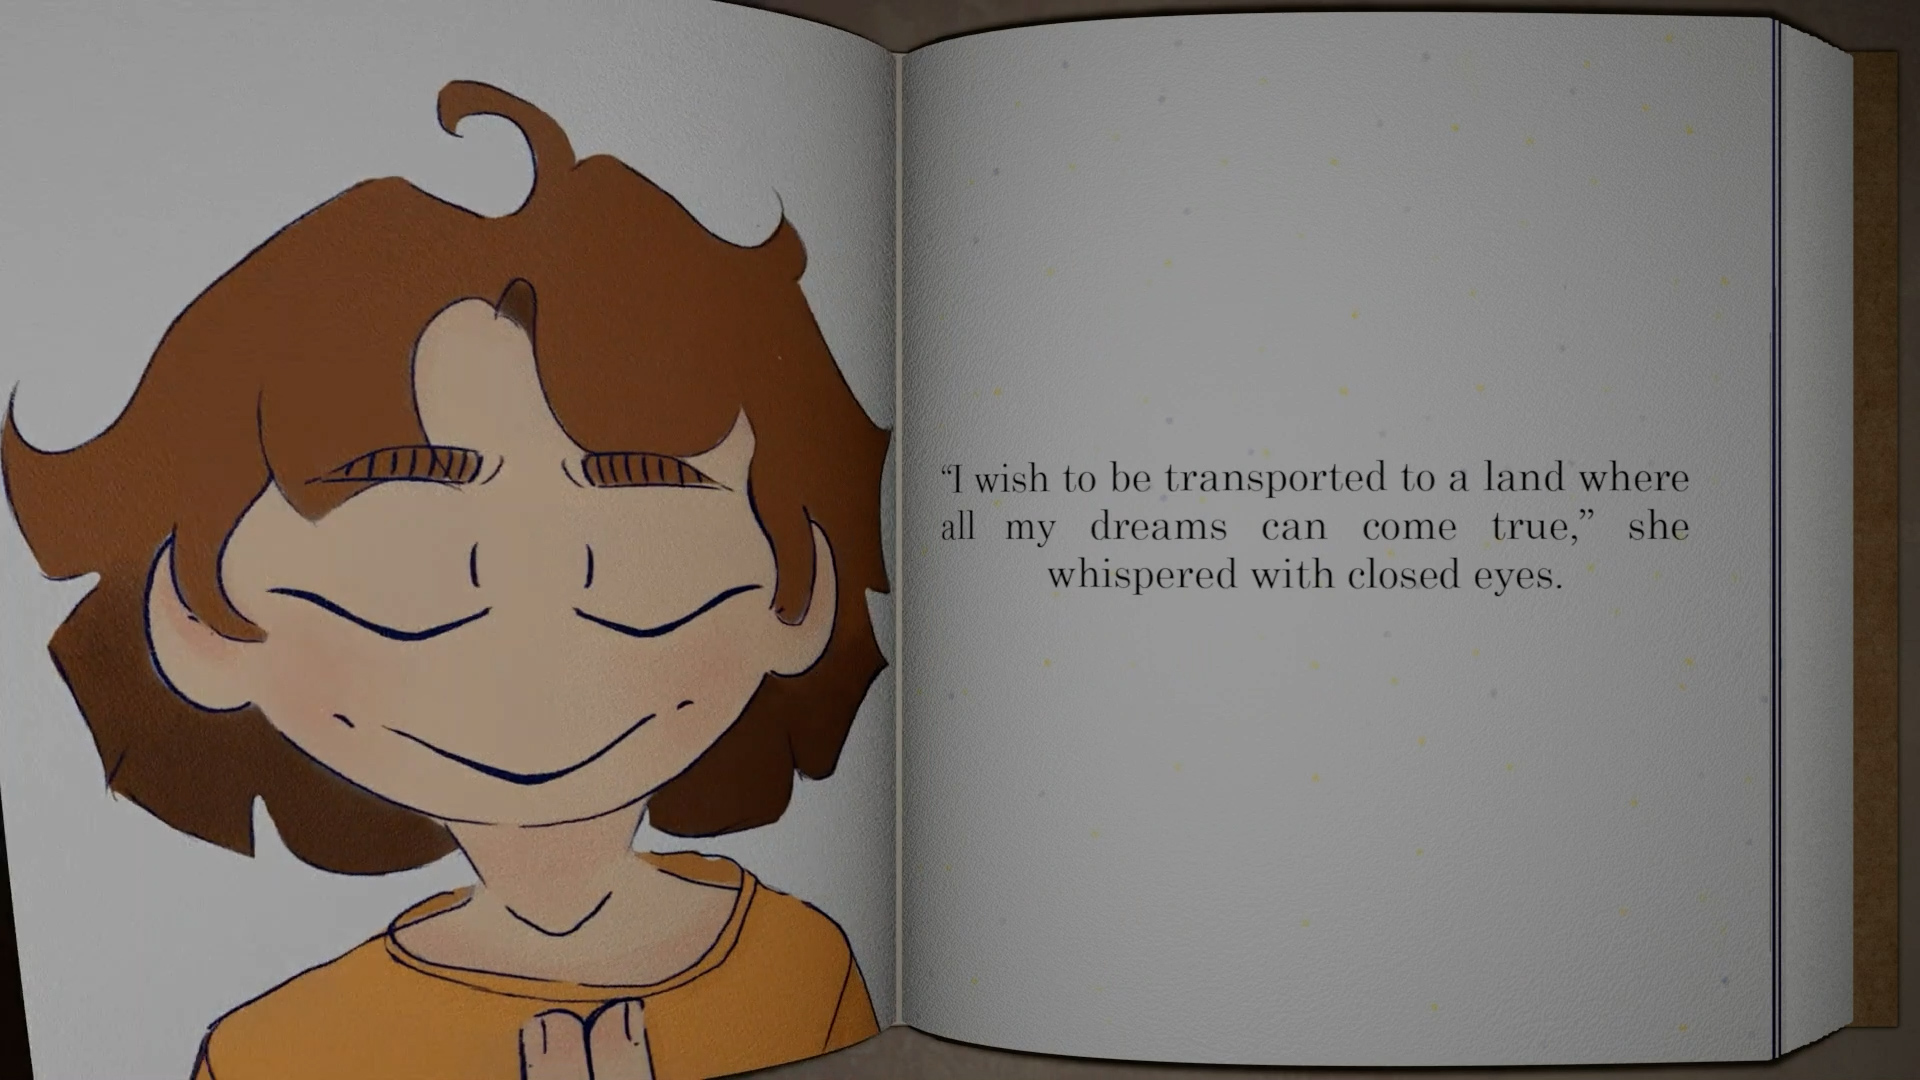 “I wish to be transported to a land where
all my dreams can come true,” she
whispered with closed eyes.